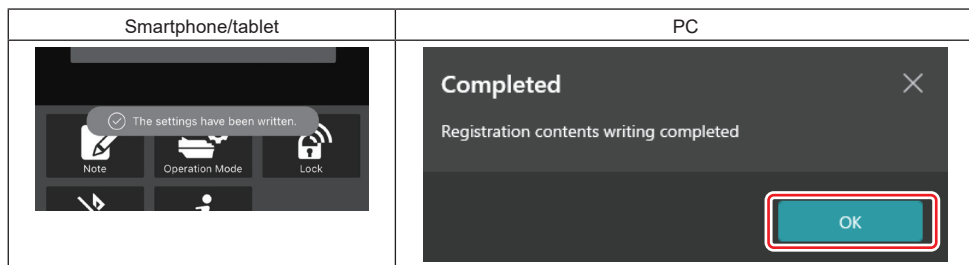 Smartphone/tablet
PC
The settings have been written.
Note
Operation Mode
Lock
Completed
Registration contents writing completed
OK